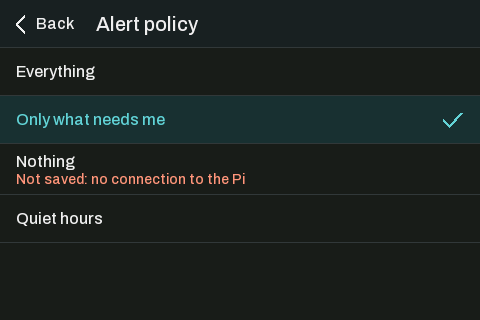 Back Alert policy
Everything
Only what needs me
Nothing
Not saved: no connection to the Pi
Quiet hours